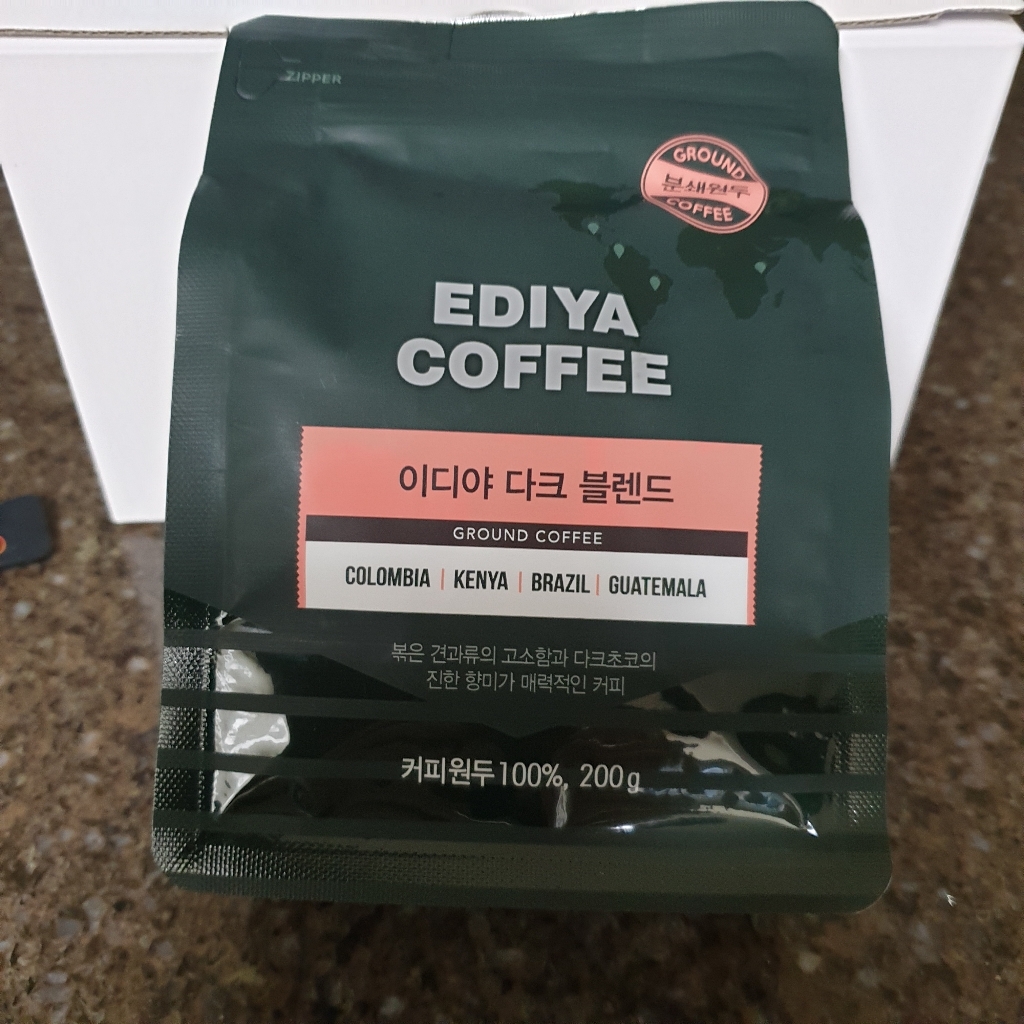 ZIPPER
GROUND
분쇄원두
COFFEE
EDIYA
COFFEE
이디야 다크 블렌드
GROUND COFFEE
COLOMBIA | KENYA | BRAZIL | GUATEMALA
볶은 견과류의 고소함과 다크초코의
진한 향미가 매력적인 커피
커피원두100%, 200g